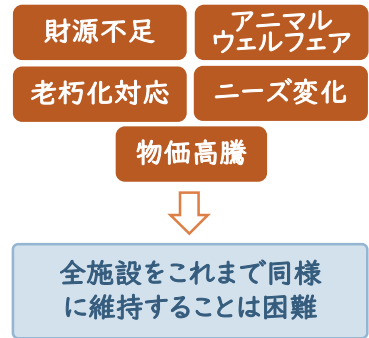 財源不足
アニマル
ウェルフェア
老朽化対応
ニーズ変化
物価高騰
全施設をこれまで同様
に維持することは困難